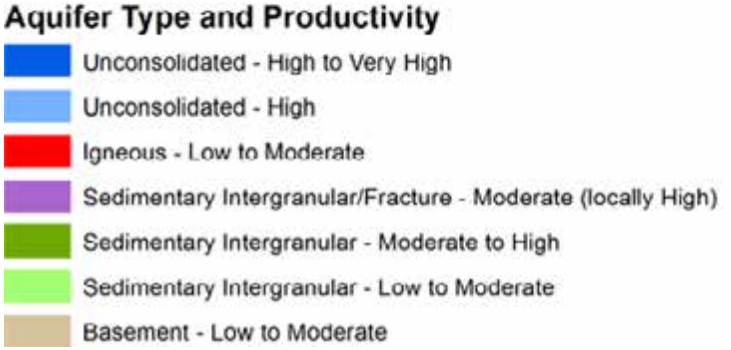 Aquifer Type and Productivity
Unconsolidated - High to Very High
Unconsolidated - High
Igneous - Low to Moderate
Sedimentary Intergranular/Fracture - Moderate (locally High)
Sedimentary Intergranular - Moderate to High
Sedimentary Intergranular - Low to Moderate
Basement - Low to Moderate